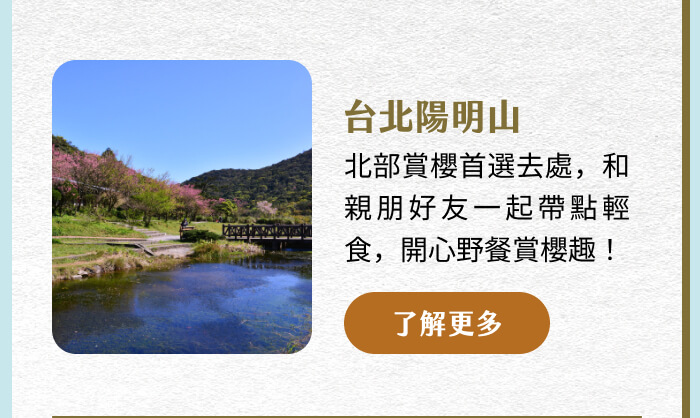 台北陽明山
北部賞櫻首選去處，和
親朋好友一起帶點輕
食，開心野餐賞櫻趣！
了解更多